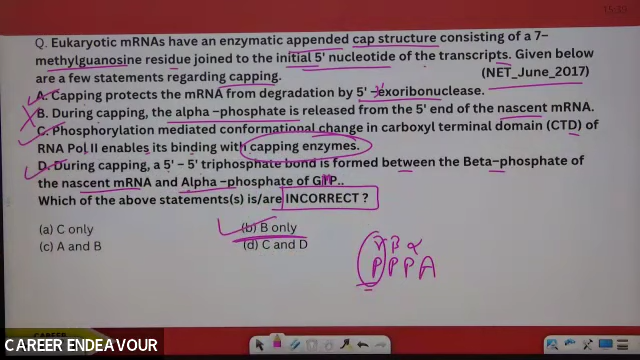 15:50
Q. Eukaryotic mRNAs have an enzymatic appended cap structure consisting of a 7–
methylguanosine residue joined to the initial 5' nucleotide of the transcripts. Given below
are a few statements regarding capping. (NET_June_2017)
A. Capping protects the mRNA from degradation by 5' –exoribonuclease.
B. During capping, the alpha –phosphate is released from the 5' end of the nascent mRNA.
C. Phosphorylation mediated conformational change in carboxyl terminal domain (CTD) of
RNA Pol II enables its binding with capping enzymes.
D. During capping, a 5' – 5' triphosphate bond is formed between the Beta–phosphate of
the nascent mRNA and Alpha –phosphate of GMP..
Which of the above statements(s) is/are INCORRECT ?
(a) C only (b) B only
(c) A and B (d) C and D
γ β α
P P P A
CAREER ENDEAVOUR